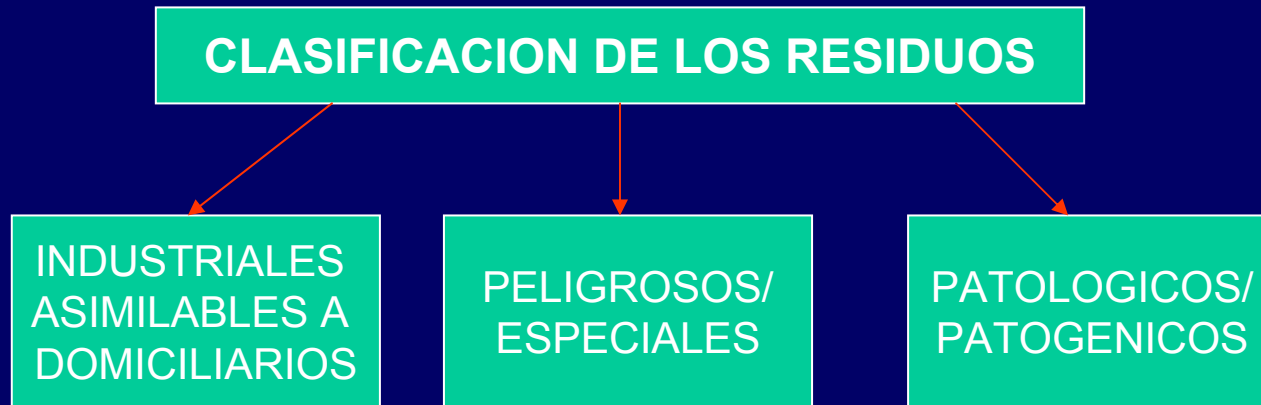 CLASIFICACION DE LOS RESIDUOS
INDUSTRIALES
ASIMILABLES A
DOMICILIARIOS
PELIGROSOS/
ESPECIALES
PATOLOGICOS/
PATOGENICOS